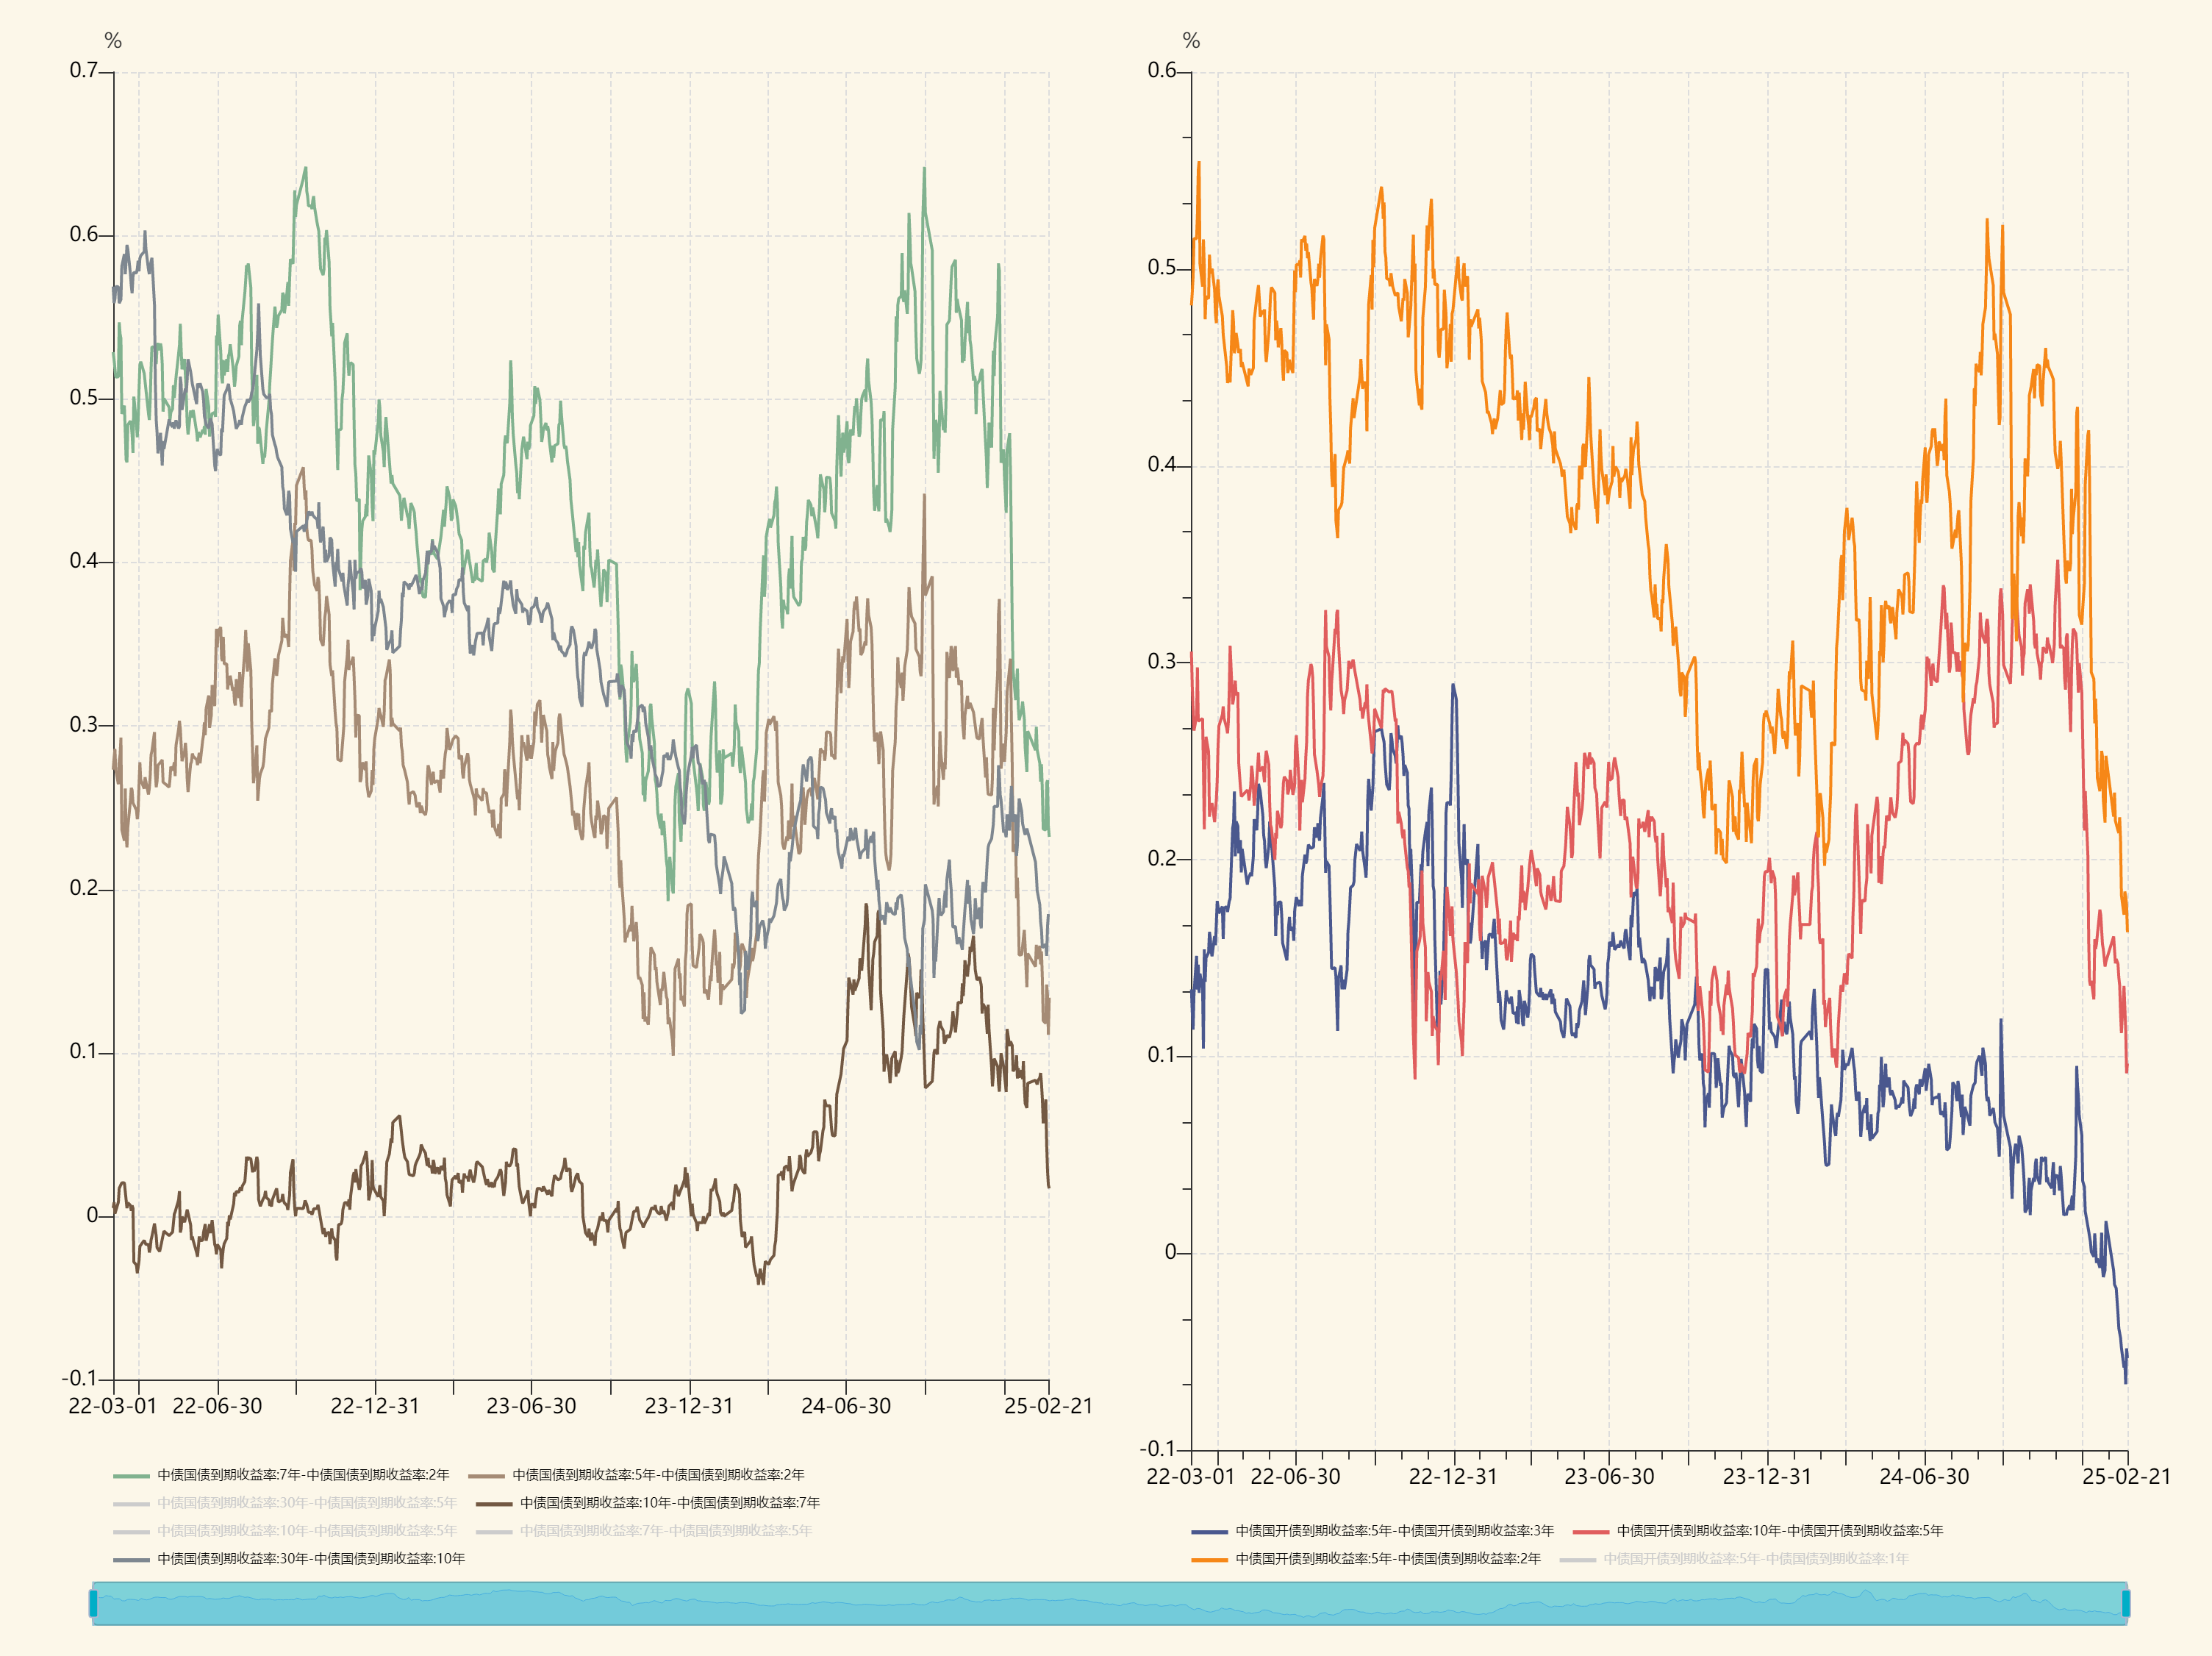 %
0.7
0.6
0.5
0.4
0.3
0.2
0.1
0
-0.1
22-03-01 22-06-30 22-12-31 23-06-30 23-12-31 24-06-30 25-02-21
中债国债到期收益率:7年-中债国债到期收益率:2年 中债国债到期收益率:5年-中债国债到期收益率:2年
中债国债到期收益率:30年-中债国债到期收益率:5年 中债国债到期收益率:10年-中债国债到期收益率:7年
中债国债到期收益率:10年-中债国债到期收益率:5年 中债国债到期收益率:7年-中债国债到期收益率:5年
中债国债到期收益率:30年-中债国债到期收益率:10年
%
0.6
0.5
0.4
0.3
0.2
0.1
0
-0.1
22-03-01 22-06-30 22-12-31 23-06-30 23-12-31 24-06-30 25-02-21
中债国开债到期收益率:5年-中债国开债到期收益率:3年 中债国开债到期收益率:10年-中债国开债到期收益率:5年
中债国开债到期收益率:5年-中债国债到期收益率:2年 中债国开债到期收益率:5年-中债国债到期收益率:1年